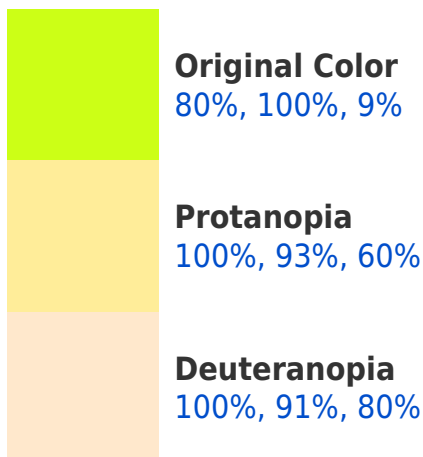 Original Color
80%, 100%, 9%
Protanopia
100%, 93%, 60%
Deuteranopia
100%, 91%, 80%